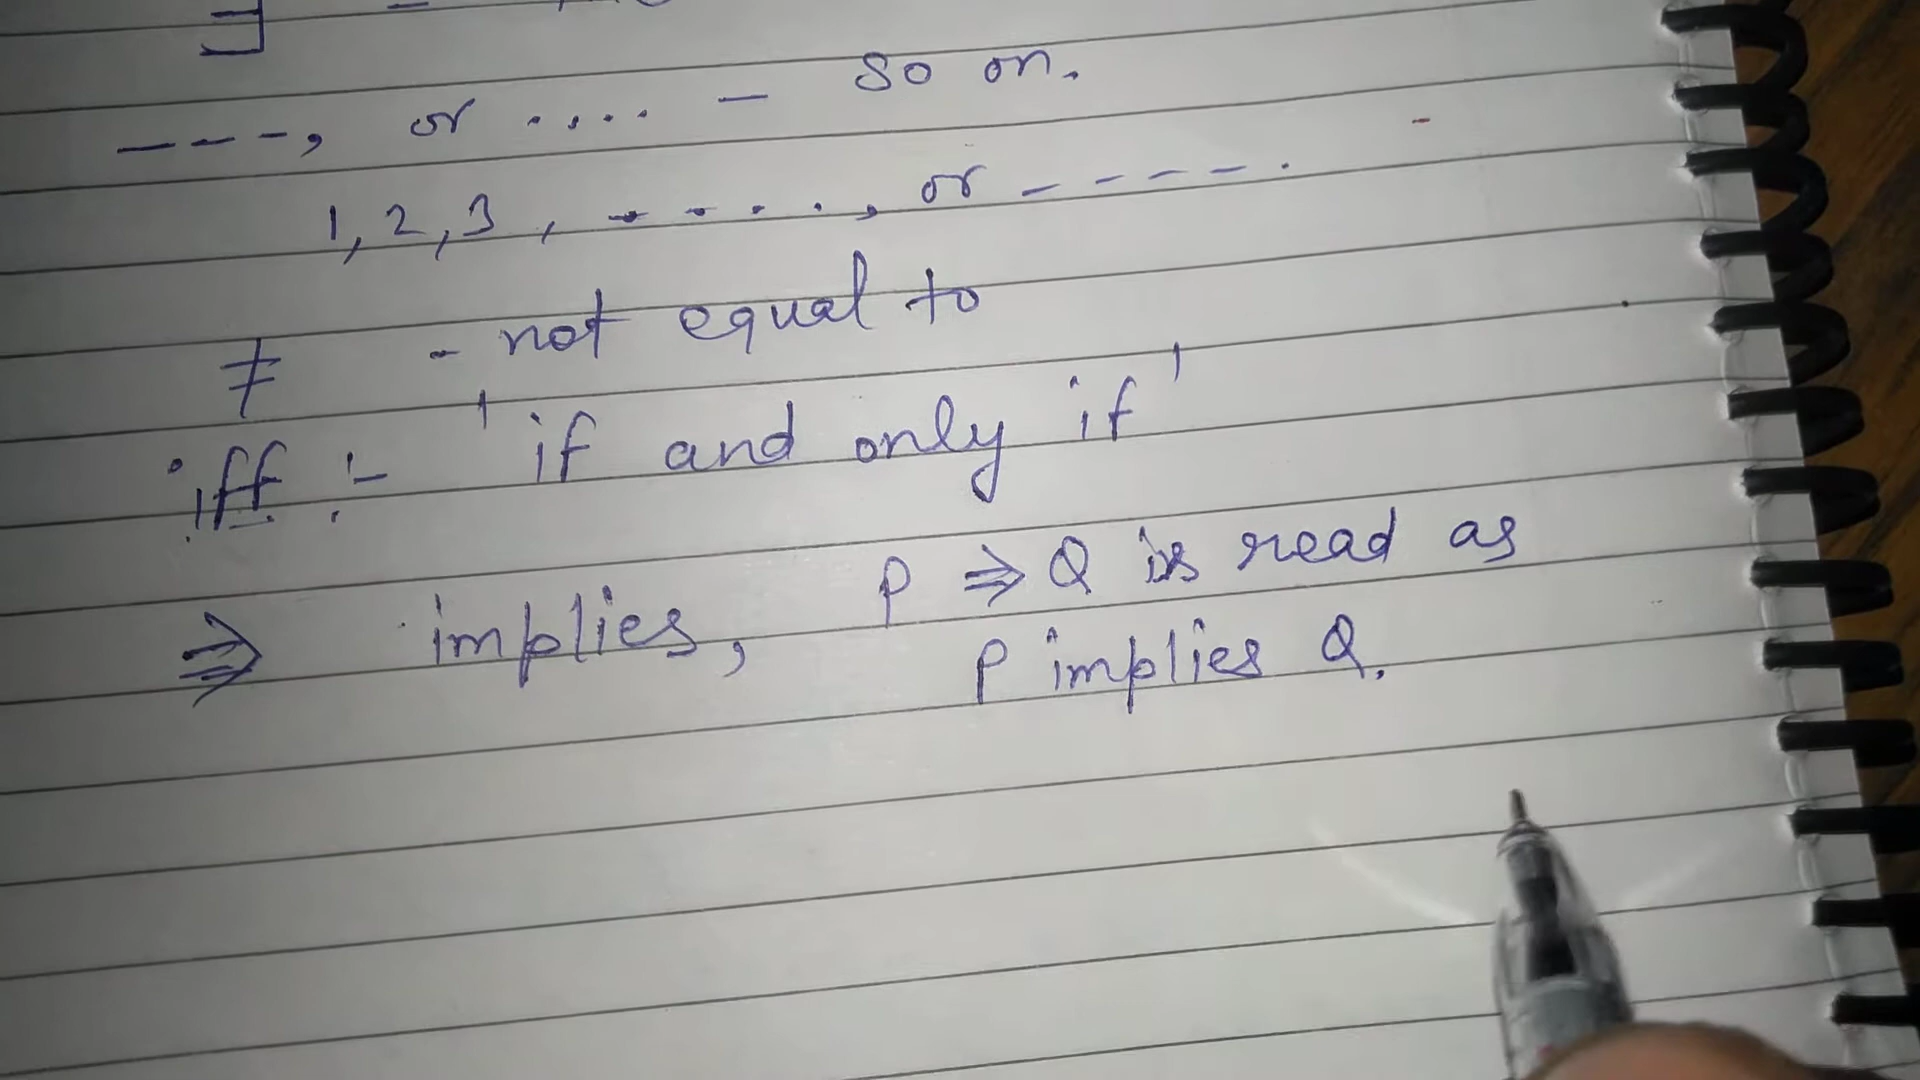 ∃ -
- - - -, or .... - so on.
1, 2, 3, - - . ., or - - - - - .
≠ - not equal to
iff :- 'if and only if'
⇒ implies, P ⇒ Q is read as
P implies Q.